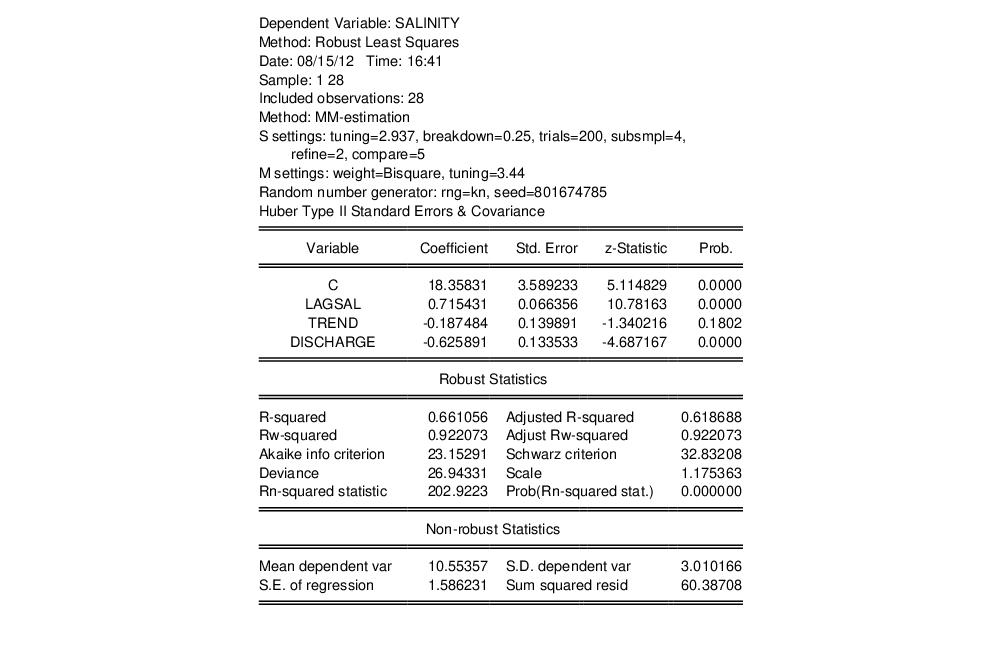 Dependent Variable: SALINITY
Method: Robust Least Squares
Date: 08/15/12 Time: 16:41
Sample: 1 28
Included observations: 28
Method: MM-estimation
S settings: tuning=2.937, breakdown=0.25, trials=200, subsmpl=4,
refine=2, compare=5
M settings: weight=Bisquare, tuning=3.44
Random number generator: rng=kn, seed=801674785
Huber Type II Standard Errors & Covariance
Variable Coefficient Std. Error z-Statistic Prob.
C 18.35831 3.589233 5.114829 0.0000
LAGSAL 0.715431 0.066356 10.78163 0.0000
TREND -0.187484 0.139891 -1.340216 0.1802
DISCHARGE -0.625891 0.133533 -4.687167 0.0000
Robust Statistics
R-squared 0.661056 Adjusted R-squared 0.618688
Rw-squared 0.922073 Adjust Rw-squared 0.922073
Akaike info criterion 23.15291 Schwarz criterion 32.83208
Deviance 26.94331 Scale 1.175363
Rn-squared statistic 202.9223 Prob(Rn-squared stat.) 0.000000
Non-robust Statistics
Mean dependent var 10.55357 S.D. dependent var 3.010166
S.E. of regression 1.586231 Sum squared resid 60.38708